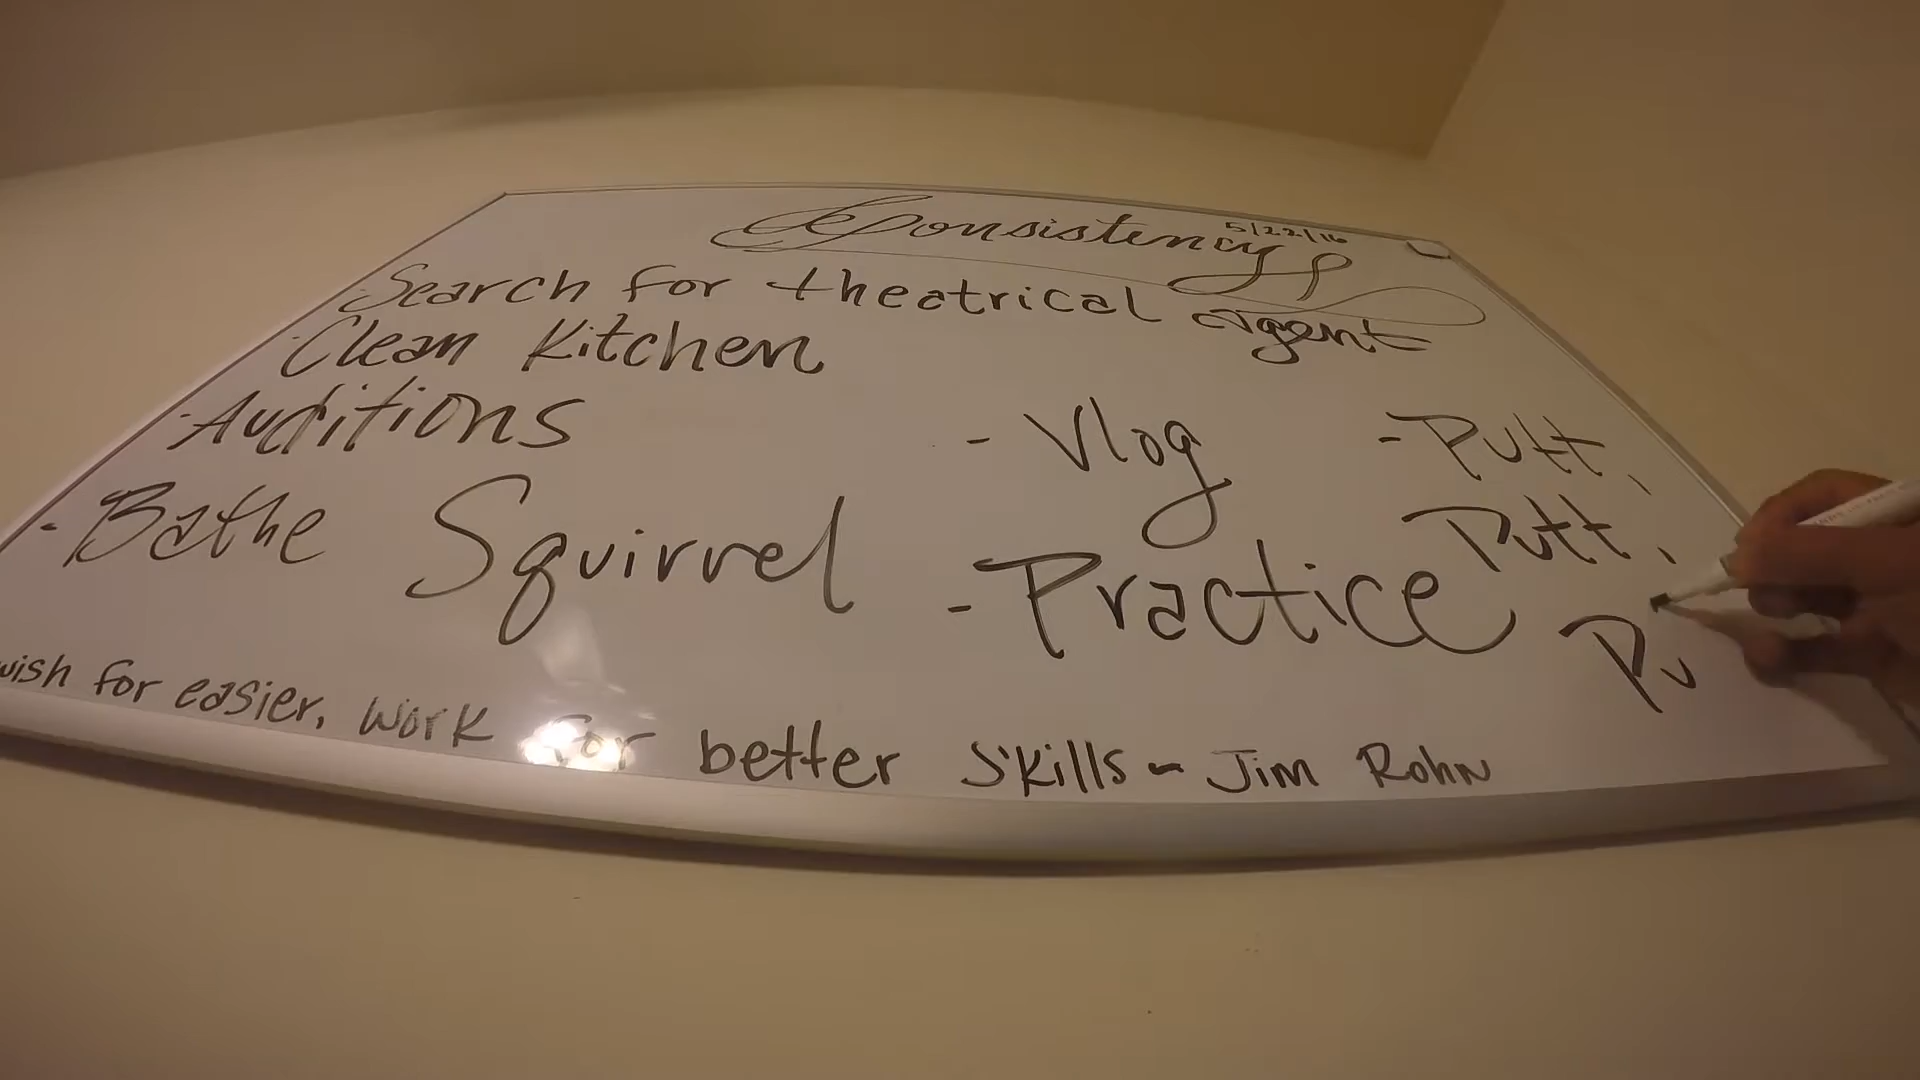 Consistency
5/22/16
Search for theatrical agent
- Clean Kitchen
- Auditions
- Bathe Squirrel
- Vlog
- Practice
- Putt,
Putt,
Pu
wish for easier, work for better skills - Jim Rohn